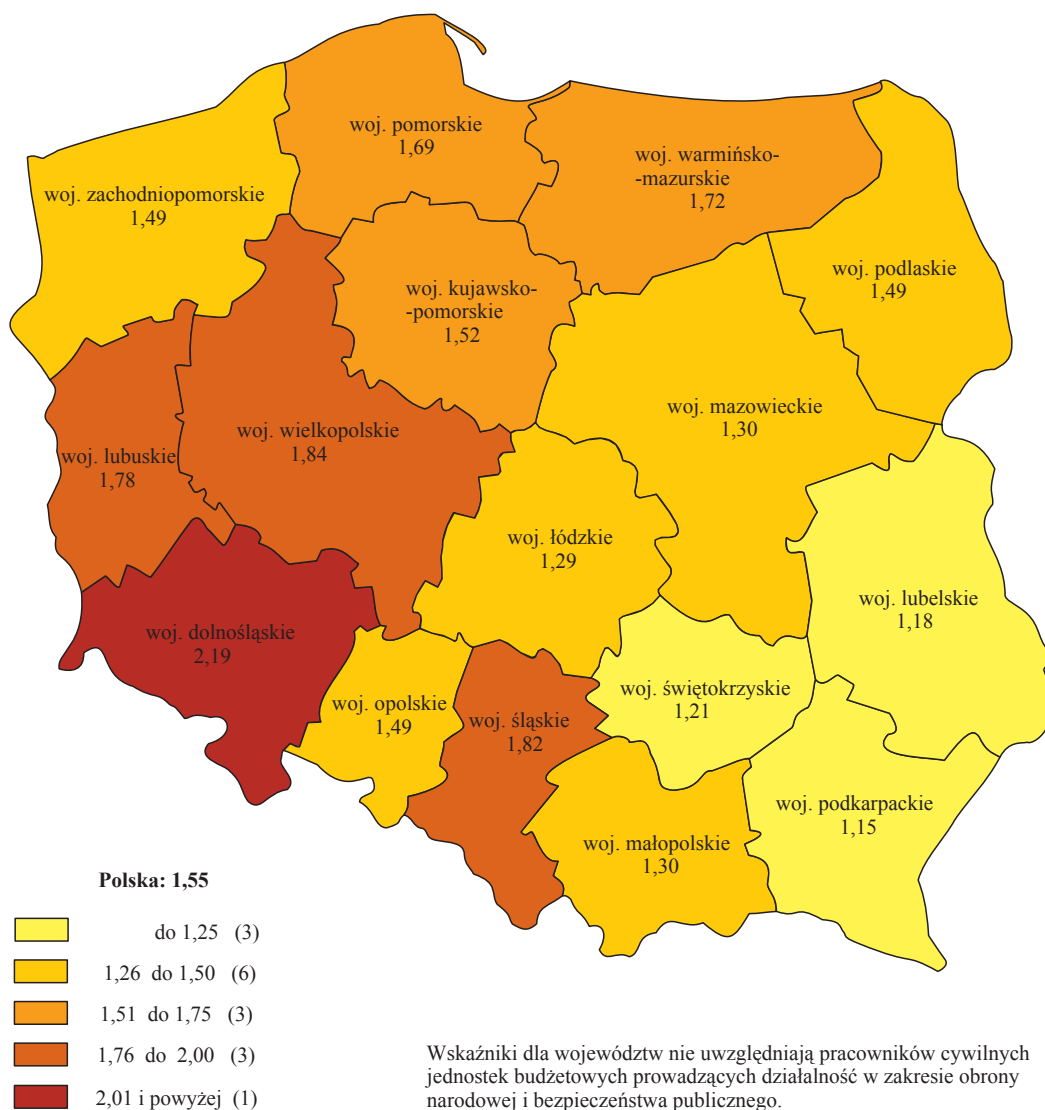 woj. pomorskie
1,69
woj. warmińsko-
-mazurskie
1,72
woj. zachodniopomorskie
1,49
woj. podlaskie
1,49
woj. kujawsko-
-pomorskie
1,52
woj. mazowieckie
1,30
woj. wielkopolskie
1,84
woj. lubuskie
1,78
woj. łódzkie
1,29
woj. lubelskie
1,18
woj. dolnośląskie
2,19
woj. świętokrzyskie
1,21
woj. opolskie
1,49
woj. śląskie
1,82
woj. podkarpackie
1,15
woj. małopolskie
1,30
Polska: 1,55
do 1,25 (3)
1,26 do 1,50 (6)
1,51 do 1,75 (3)
1,76 do 2,00 (3)
2,01 i powyżej (1)
Wskaźniki dla województw nie uwzględniają pracowników cywilnych
jednostek budżetowych prowadzących działalność w zakresie obrony
narodowej i bezpieczeństwa publicznego.